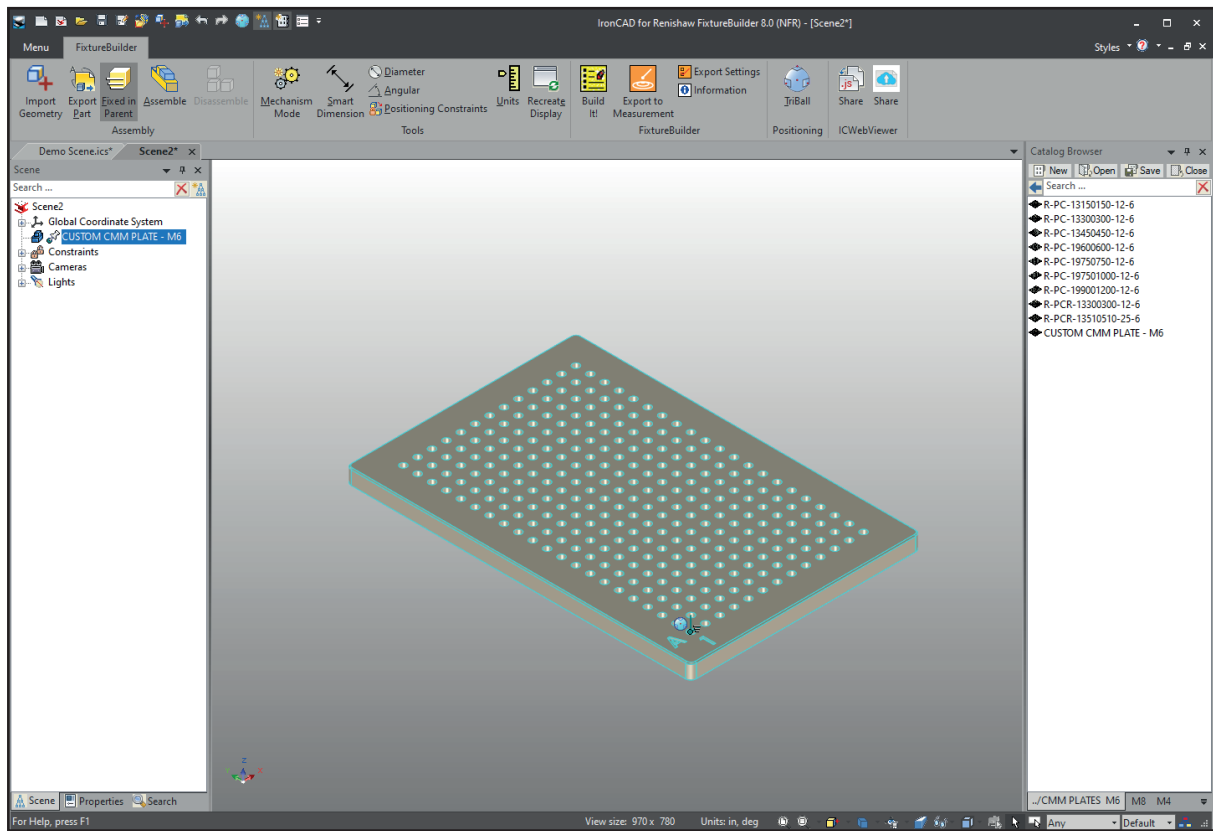 IronCAD for Renishaw FixtureBuilder 8.0 (NFR) - [Scene2*]
Menu FixtureBuilder Styles
Import Geometry
Export Part
Fixed in Parent
Assemble
Disassemble
Assembly
Mechanism Mode
Smart Dimension
Diameter
Angular
Positioning Constraints
Units
Recreate Display
Tools
Build It!
Export to Measurement
Export Settings
Information
FixtureBuilder
TriBall
Positioning
.js
Share Share
ICWebViewer
Demo Scene.ics* Scene2*
Scene
Search ...
Scene2
Global Coordinate System
CUSTOM CMM PLATE - M6
Constraints
Cameras
Lights
A 1
Z
Y X
Catalog Browser
New Open Save Close
Search ...
R-PC-13150150-12-6
R-PC-13300300-12-6
R-PC-13450450-12-6
R-PC-19600600-12-6
R-PC-19750750-12-6
R-PC-197501000-12-6
R-PC-199001200-12-6
R-PCR-13300300-12-6
R-PCR-13510510-25-6
CUSTOM CMM PLATE - M6
Scene Properties Search
../CMM PLATES M6 M8 M4
For Help, press F1 View size: 970 x 780 Units: in, deg Any Default